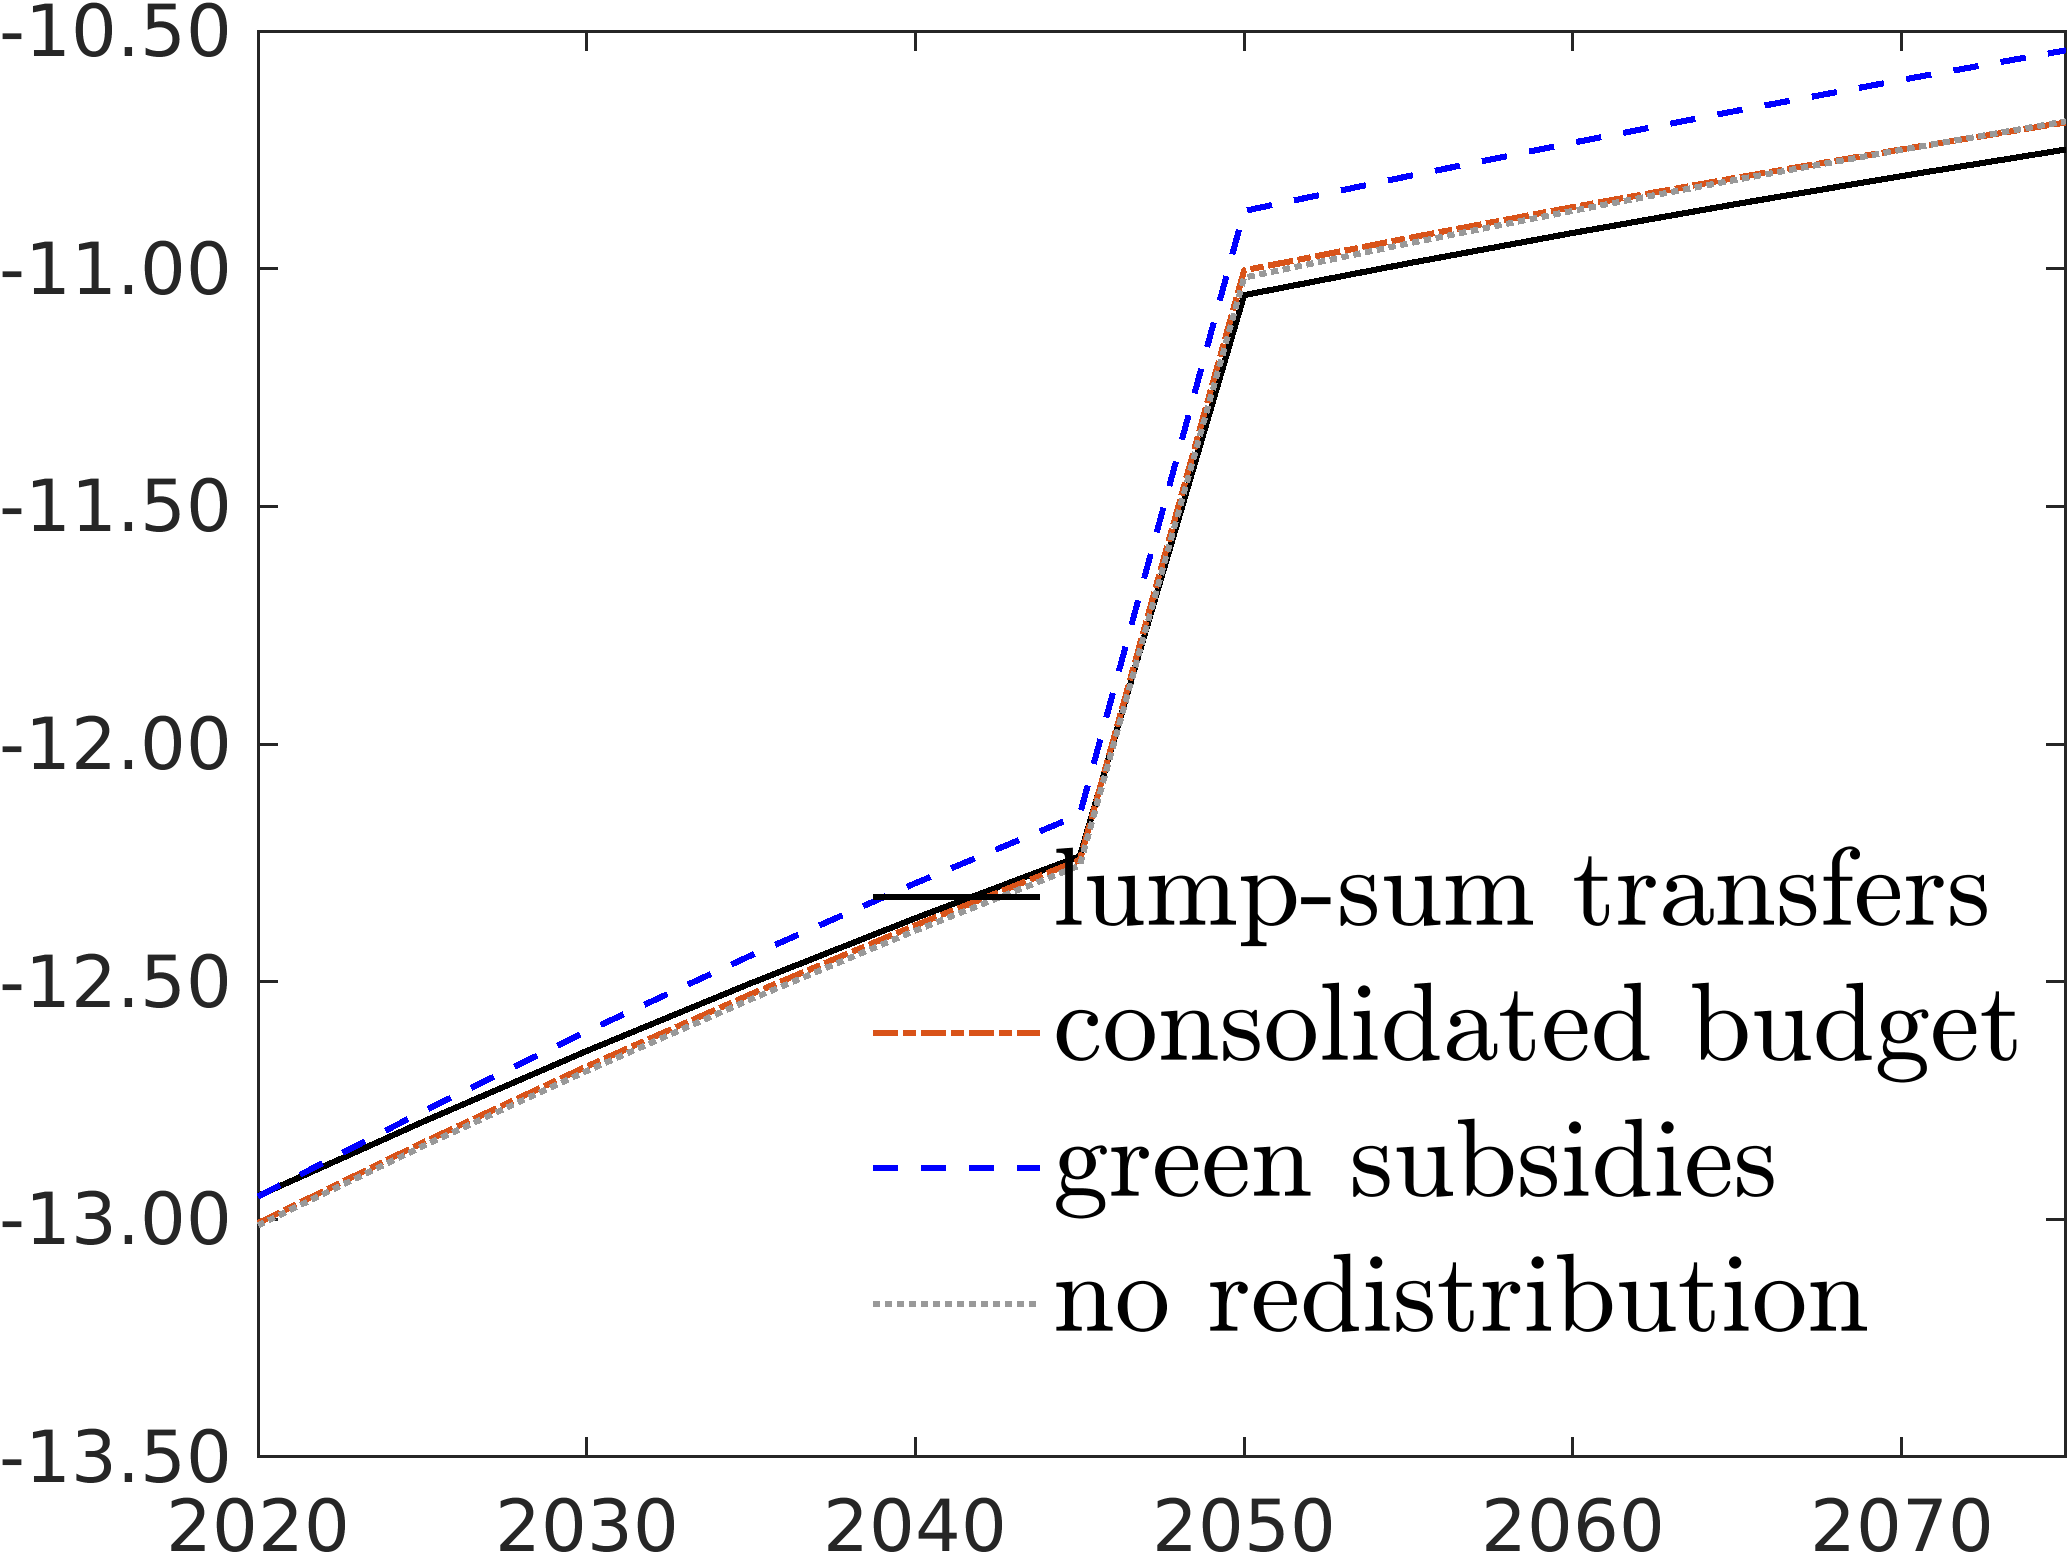 -10.50
-11.00
-11.50
-12.00
-12.50
-13.00
-13.50
2020 2030 2040 2050 2060 2070
lump-sum transfers
consolidated budget
green subsidies
no redistribution